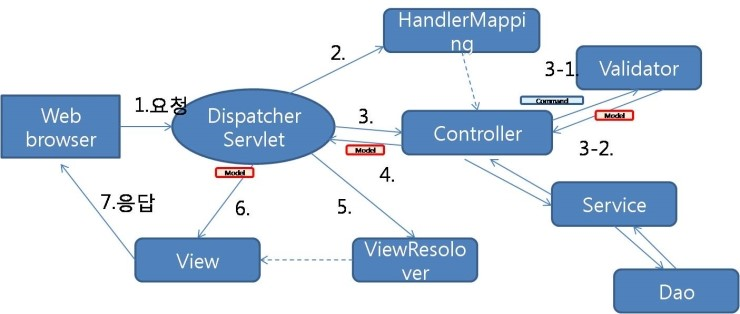 HandlerMappi
ng
2.
3-1.
Validator
Command
Model
Web
browser
1.요청
Dispatcher
Servlet
3.
Controller
Model
4.
3-2.
Model
7.응답
6.
5.
Service
View
ViewResolo
ver
Dao